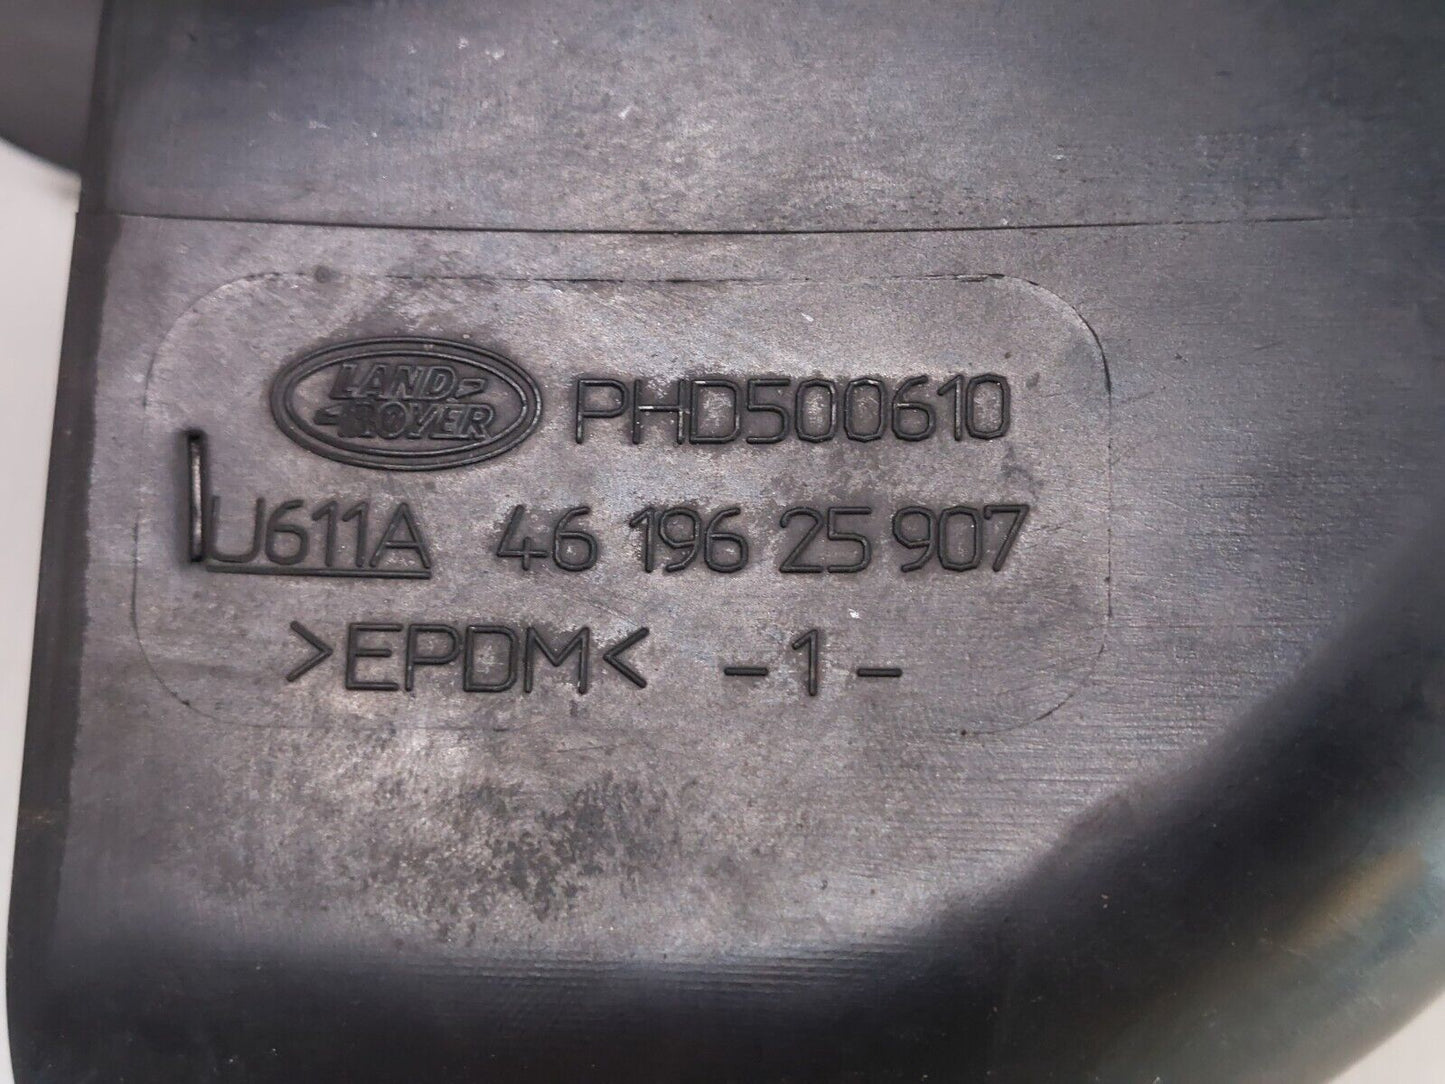 LAND ROVER PHD500610
U611A 46 196 25 907
>EPDM< -1-